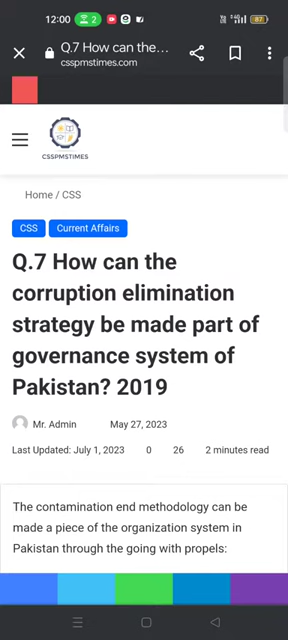 12:00 2 87
Q.7 How can the...
csspmstimes.com
CSSPMSTIMES
Home / CSS
CSS Current Affairs
Q.7 How can the
corruption elimination
strategy be made part of
governance system of
Pakistan? 2019
Mr. Admin May 27, 2023
Last Updated: July 1, 2023 0 26 2 minutes read
The contamination end methodology can be
made a piece of the organization system in
Pakistan through the going with propels: